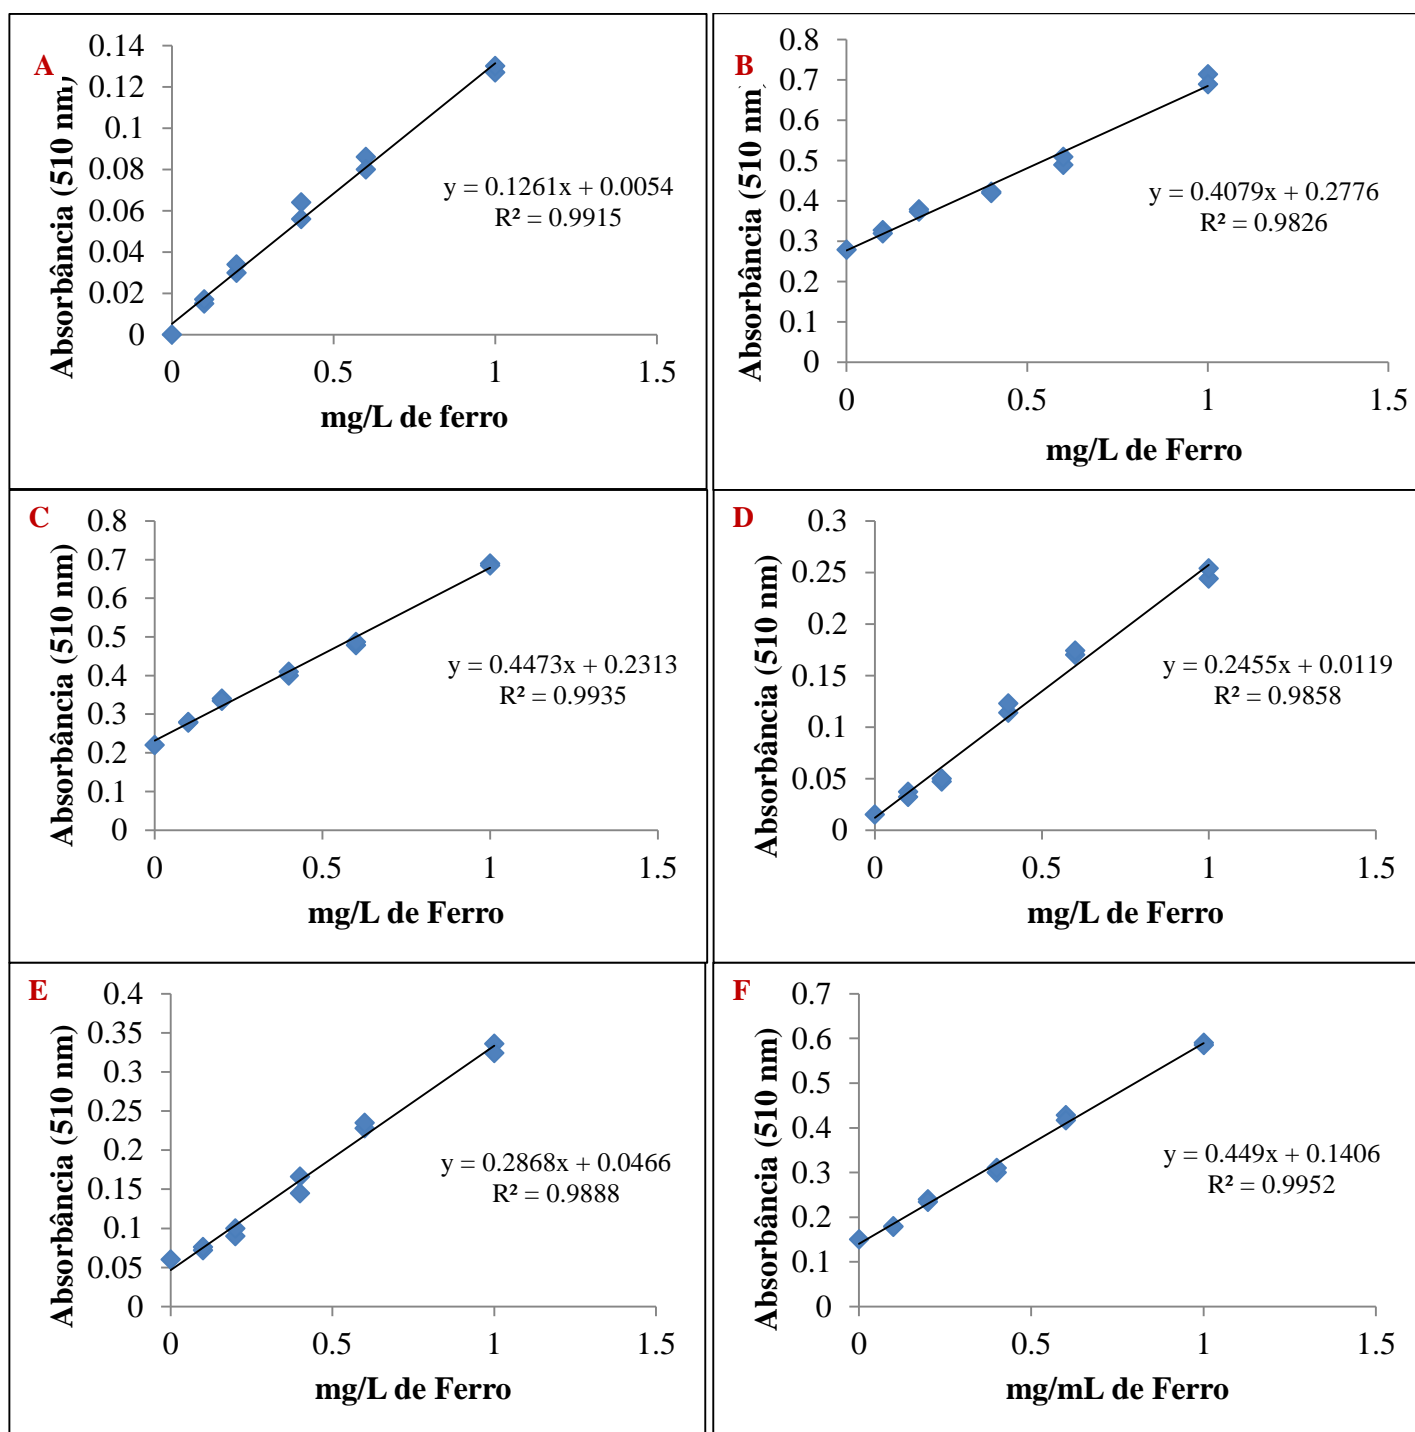 A
Absorbância (510 nm)
0.14
0.12
0.1
0.08
0.06
0.04
0.02
0
y = 0.1261x + 0.0054
R² = 0.9915
0 0.5 1 1.5
mg/L de ferro
B
Absorbância (510 nm)
0.8
0.7
0.6
0.5
0.4
0.3
0.2
0.1
0
y = 0.4079x + 0.2776
R² = 0.9826
0 0.5 1 1.5
mg/L de Ferro
C
Absorbância (510 nm)
0.8
0.7
0.6
0.5
0.4
0.3
0.2
0.1
0
y = 0.4473x + 0.2313
R² = 0.9935
0 0.5 1 1.5
mg/L de Ferro
D
Absorbância (510 nm)
0.3
0.25
0.2
0.15
0.1
0.05
0
y = 0.2455x + 0.0119
R² = 0.9858
0 0.5 1 1.5
mg/L de Ferro
E
Absorbância (510 nm)
0.4
0.35
0.3
0.25
0.2
0.15
0.1
0.05
0
y = 0.2868x + 0.0466
R² = 0.9888
0 0.5 1 1.5
mg/L de Ferro
F
Absorbância (510 nm)
0.7
0.6
0.5
0.4
0.3
0.2
0.1
0
y = 0.449x + 0.1406
R² = 0.9952
0 0.5 1 1.5
mg/mL de Ferro